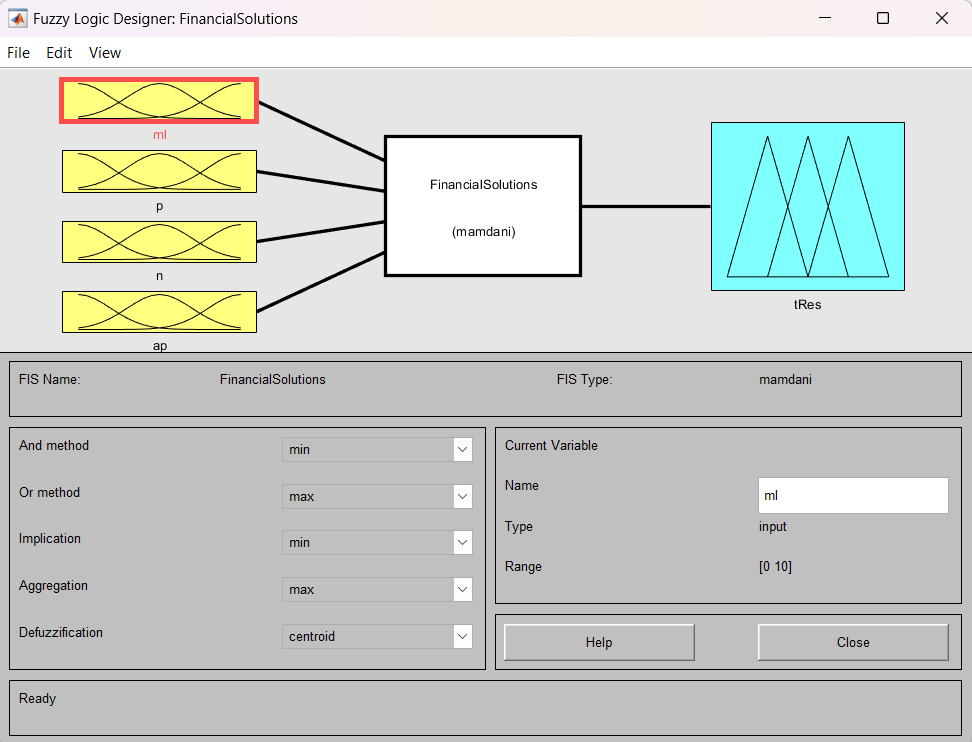 Fuzzy Logic Designer: FinancialSolutions
File Edit View
ml
p
n
ap
FinancialSolutions
(mamdani)
tRes
FIS Name: FinancialSolutions FIS Type: mamdani
And method min
Or method max
Implication min
Aggregation max
Defuzzification centroid
Current Variable
Name ml
Type input
Range [0 10]
Help Close
Ready